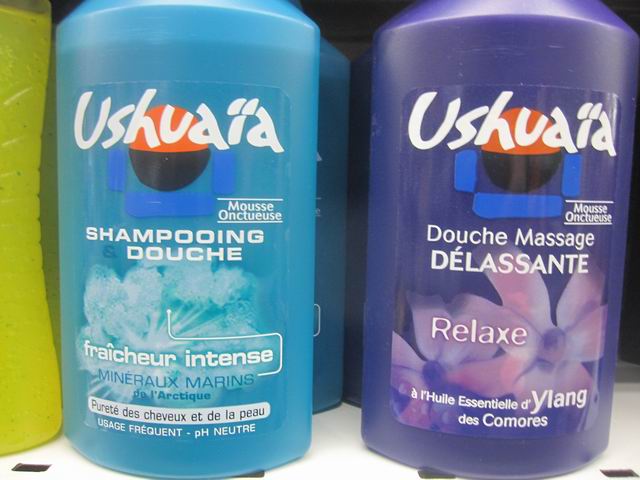 Ushuaïa
Mousse
Onctueuse
SHAMPOOING
& DOUCHE
fraîcheur intense
MINÉRAUX MARINS
de l'Arctique
Pureté des cheveux et de la peau
USAGE FRÉQUENT - pH NEUTRE
Ushuaïa
Mousse
Onctueuse
Douche Massage
DÉLASSANTE
Relaxe
à l'Huile Essentielle d'Ylang
des Comores